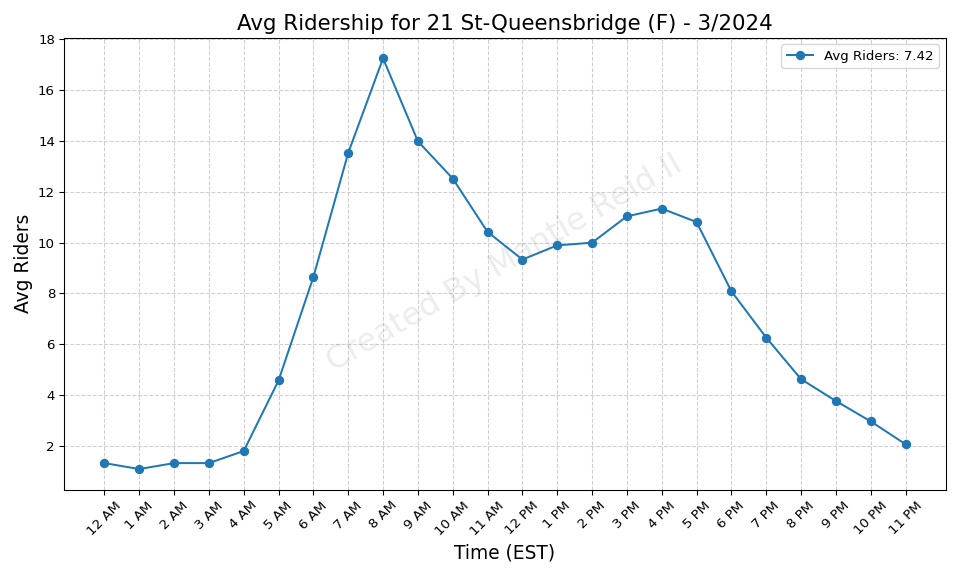 Avg Ridership for 21 St-Queensbridge (F) - 3/2024
Avg Riders: 7.42
18
16
14
12
10
8
6
4
2
Avg Riders
Created By Mantie Reid II
12 AM
1 AM
2 AM
3 AM
4 AM
5 AM
6 AM
7 AM
8 AM
9 AM
10 AM
11 AM
12 PM
1 PM
2 PM
3 PM
4 PM
5 PM
6 PM
7 PM
8 PM
9 PM
10 PM
11 PM
Time (EST)